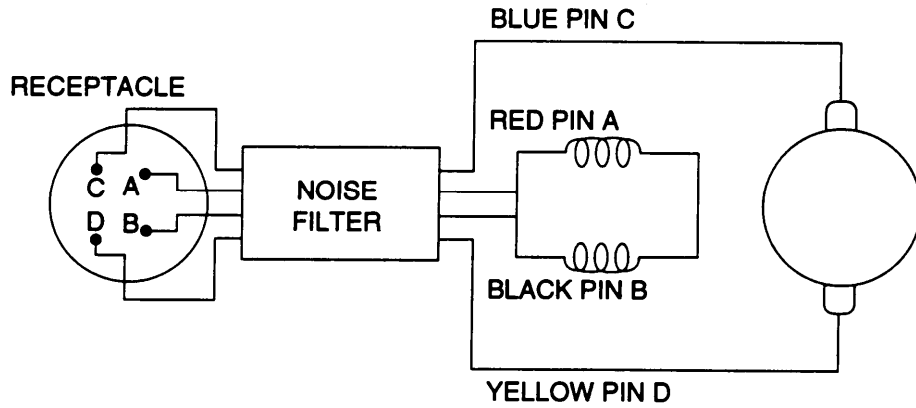 BLUE PIN C
RECEPTACLE
RED PIN A
C A
D B
NOISE
FILTER
BLACK PIN B
YELLOW PIN D